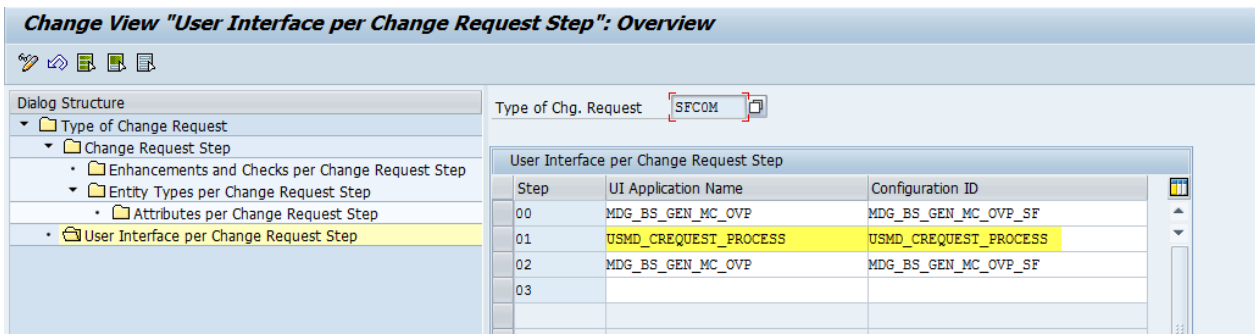 Change View "User Interface per Change Request Step": Overview
Dialog Structure
Type of Change Request
Change Request Step
Enhancements and Checks per Change Request Step
Entity Types per Change Request Step
Attributes per Change Request Step
User Interface per Change Request Step
Type of Chg. Request SFCOM
User Interface per Change Request Step
Step UI Application Name Configuration ID
00 MDG_BS_GEN_MC_OVP MDG_BS_GEN_MC_OVP_SF
01 USMD_CREQUEST_PROCESS USMD_CREQUEST_PROCESS
02 MDG_BS_GEN_MC_OVP MDG_BS_GEN_MC_OVP_SF
03